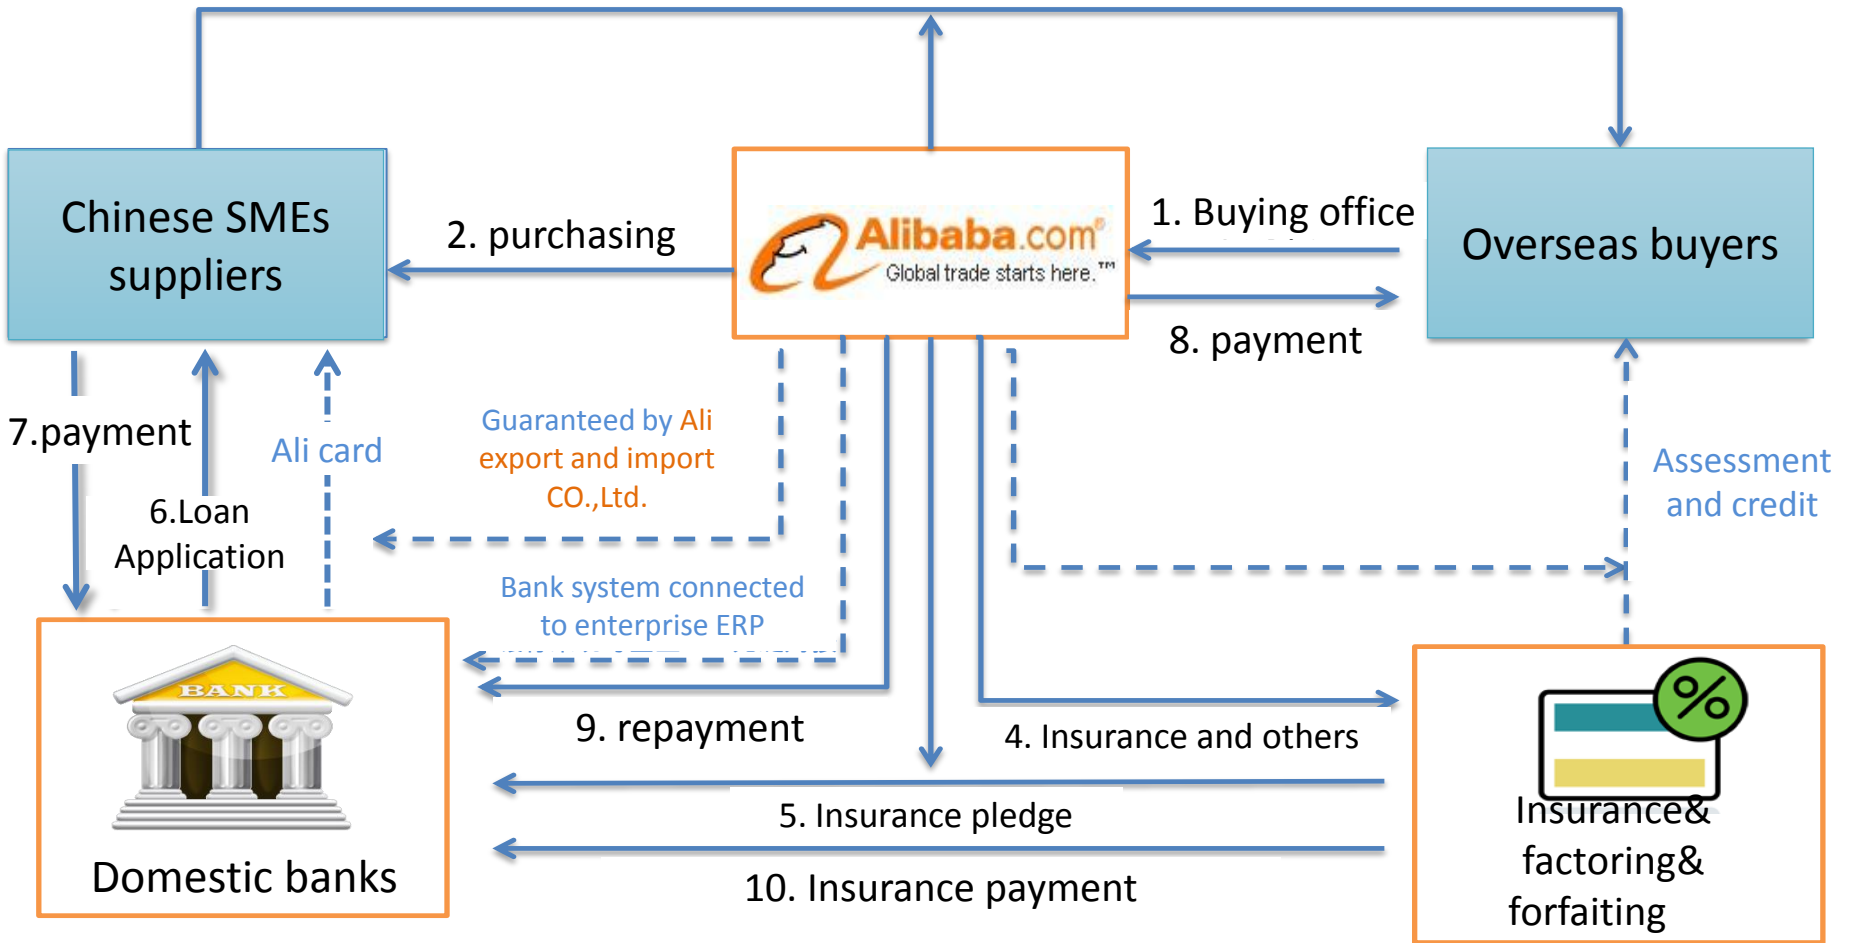 Chinese SMEs
suppliers
2. purchasing
Alibaba.com®
Global trade starts here.™
1. Buying office
Overseas buyers
8. payment
7.payment
Ali card
6.Loan
Application
Guaranteed by Ali
export and import
CO.,Ltd.
Bank system connected
to enterprise ERP
Assessment
and credit
9. repayment
4. Insurance and others
5. Insurance pledge
10. Insurance payment
BANK
Domestic banks
%
Insurance&
factoring&
forfaiting